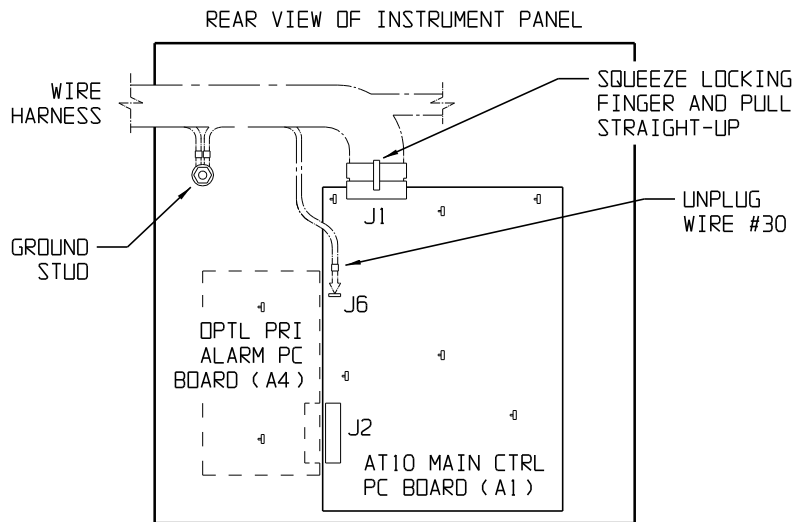 REAR VIEW OF INSTRUMENT PANEL
WIRE
HARNESS
SQUEEZE LOCKING
FINGER AND PULL
STRAIGHT-UP
J1
UNPLUG
WIRE #30
GROUND
STUD
J6
OPTL PRI
ALARM PC
BOARD (A4)
J2
AT10 MAIN CTRL
PC BOARD (A1)